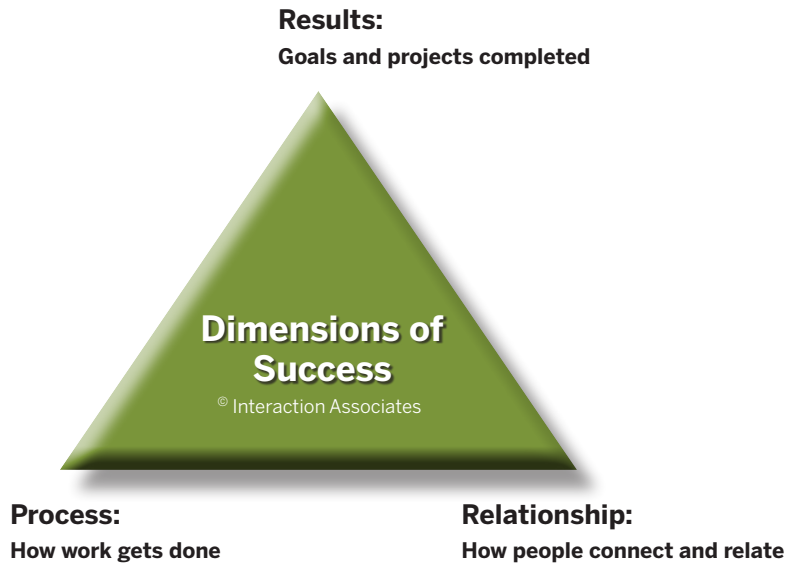 Results:
Goals and projects completed
Dimensions of
Success
© Interaction Associates
Process:
How work gets done
Relationship:
How people connect and relate